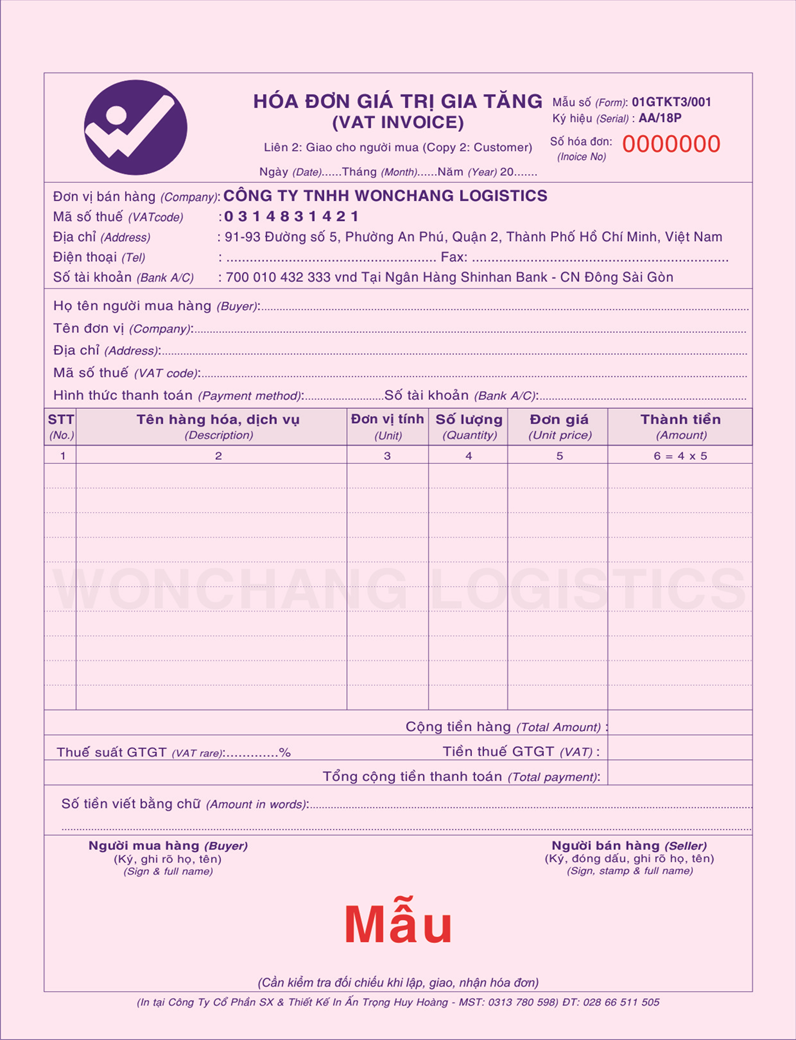 HÓA ĐƠN GIÁ TRỊ GIA TĂNG
(VAT INVOICE)
Liên 2: Giao cho người mua (Copy 2: Customer)
Ngày (Date)......Tháng (Month)......Năm (Year) 20.......
Mẫu số (Form): 01GTKT3/001
Ký hiệu (Serial) : AA/18P
Số hóa đơn: 0000000
(Inoice No)
Đơn vị bán hàng (Company): CÔNG TY TNHH WONCHANG LOGISTICS
Mã số thuế (VATcode) : 0 3 1 4 8 3 1 4 2 1
Địa chỉ (Address) : 91-93 Đường số 5, Phường An Phú, Quận 2, Thành Phố Hồ Chí Minh, Việt Nam
Điện thoại (Tel) : ................................................................ Fax: ................................................................
Số tài khoản (Bank A/C) : 700 010 432 333 vnd Tại Ngân Hàng Shinhan Bank - CN Đông Sài Gòn
Họ tên người mua hàng (Buyer):................................................................
Tên đơn vị (Company):................................................................
Địa chỉ (Address):................................................................
Mã số thuế (VAT code):................................................................
Hình thức thanh toán (Payment method):........................Số tài khoản (Bank A/C):................................................................
STT Tên hàng hóa, dịch vụ Đơn vị tính Số lượng Đơn giá Thành tiền
(No.) (Description) (Unit) (Quantity) (Unit price) (Amount)
1 2 3 4 5 6 = 4 x 5
WONCHANG LOGISTICS
Cộng tiền hàng (Total Amount) :
Thuế suất GTGT (VAT rare):.............% Tiền thuế GTGT (VAT) :
Tổng cộng tiền thanh toán (Total payment):
Số tiền viết bằng chữ (Amount in words):................................................................
................................................................
Người mua hàng (Buyer) Người bán hàng (Seller)
(Ký, ghi rõ họ, tên) (Ký, đóng dấu, ghi rõ họ, tên)
(Sign & full name) (Sign, stamp & full name)
Mẫu
(Cần kiểm tra đối chiếu khi lập, giao, nhận hóa đơn)
(In tại Công Ty Cổ Phần SX & Thiết Kế In Ấn Trọng Huy Hoàng - MST: 0313 780 598) ĐT: 028 66 511 505